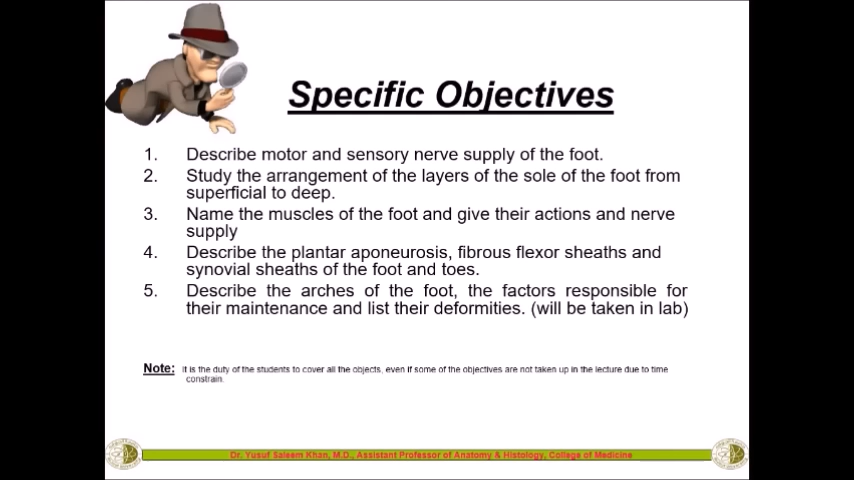 Specific Objectives
1. Describe motor and sensory nerve supply of the foot.
2. Study the arrangement of the layers of the sole of the foot from
superficial to deep.
3. Name the muscles of the foot and give their actions and nerve
supply
4. Describe the plantar aponeurosis, fibrous flexor sheaths and
synovial sheaths of the foot and toes.
5. Describe the arches of the foot, the factors responsible for
their maintenance and list their deformities. (will be taken in lab)
Note: It is the duty of the students to cover all the objects, even if some of the objectives are not taken up in the lecture due to time
constrain.
Dr. Yusuf Saleem Khan, M.D., Assistant Professor of Anatomy & Histology, College of Medicine